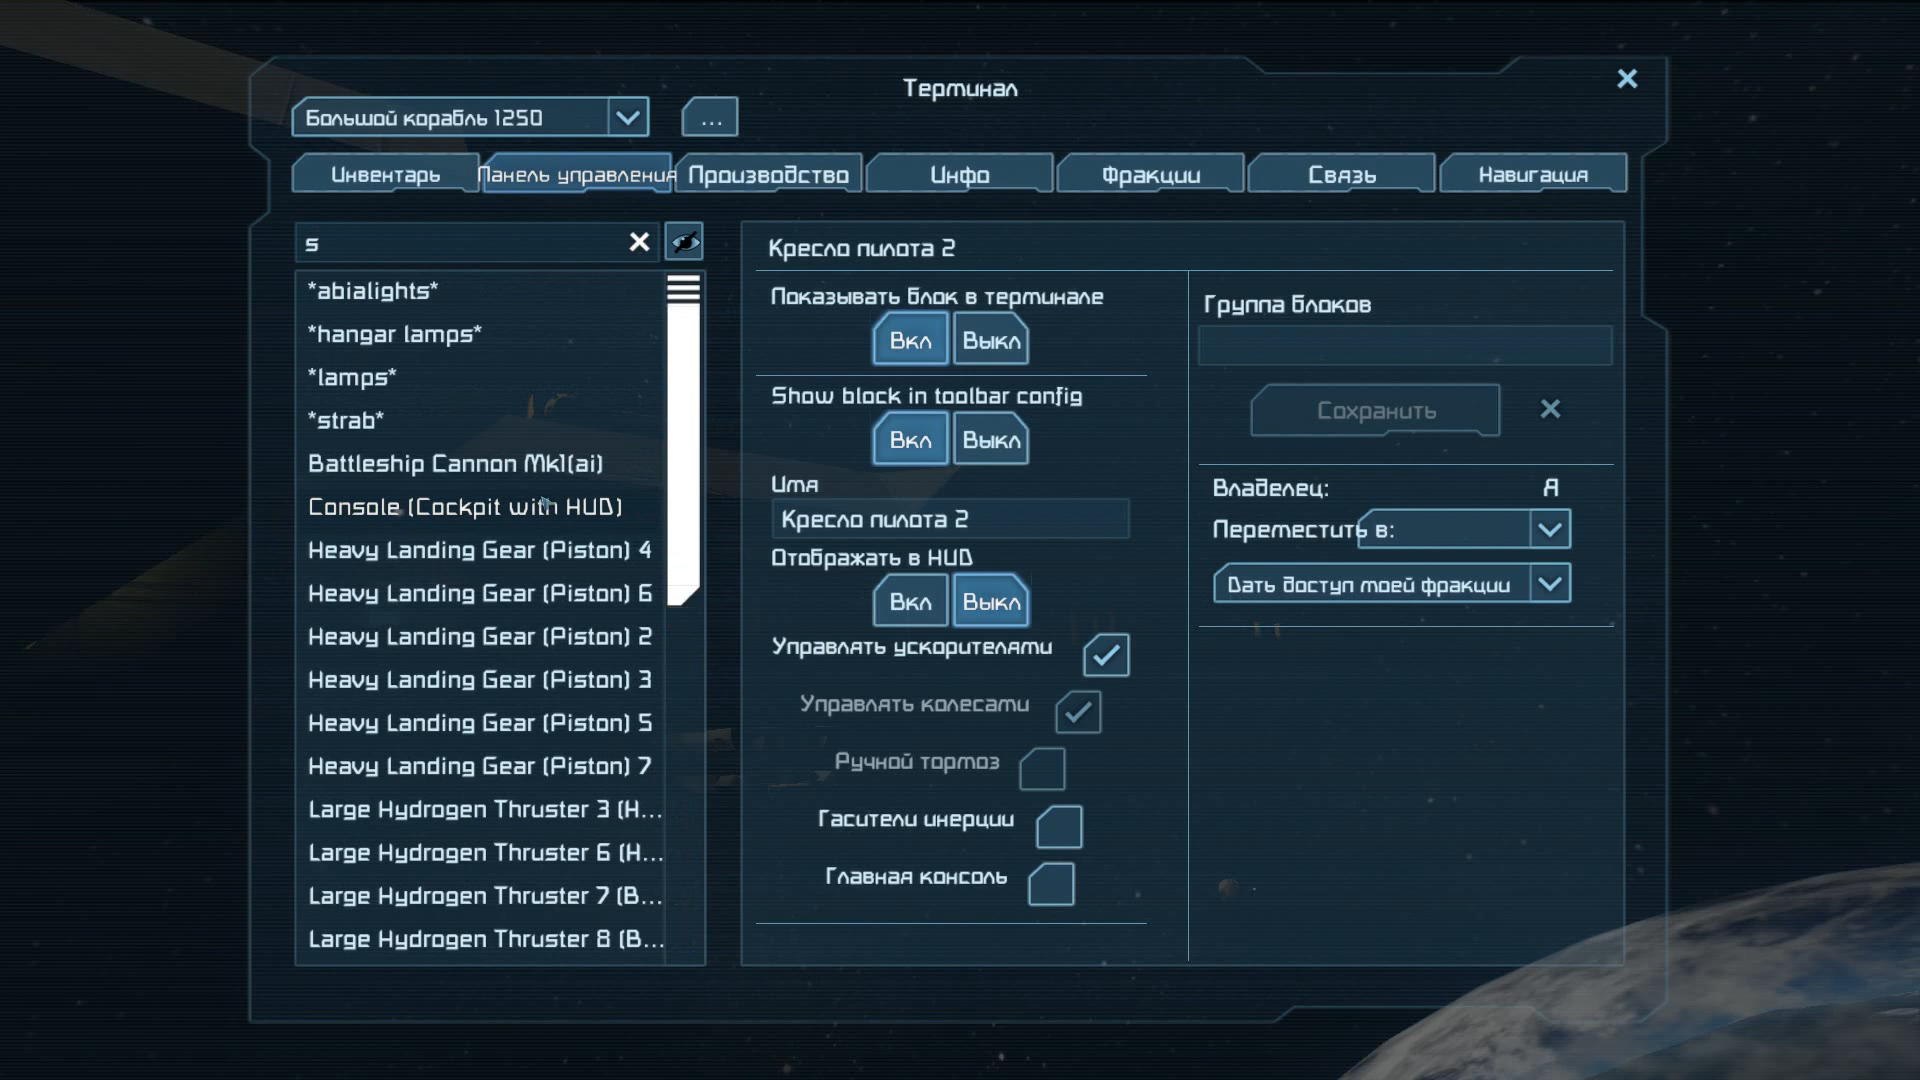 Терминал
Большой корабль 1250
...
Инвентарь
Панель управления
Производство
Инфо
Фракции
Связь
Навигация
s
*abialights*
*hangar lamps*
*lamps*
*strab*
Battleship Cannon Mk1(ai)
Console (Cockpit with HUD)
Heavy Landing Gear (Piston) 4
Heavy Landing Gear (Piston) 6
Heavy Landing Gear (Piston) 2
Heavy Landing Gear (Piston) 3
Heavy Landing Gear (Piston) 5
Heavy Landing Gear (Piston) 7
Large Hydrogen Thruster 3 (H...
Large Hydrogen Thruster 6 (H...
Large Hydrogen Thruster 7 (B...
Large Hydrogen Thruster 8 (B...
Кресло пилота 2
Показывать блок в терминале
Вкл Выкл
Show block in toolbar config
Вкл Выкл
Имя
Кресло пилота 2
Отображать в HUD
Вкл Выкл
Управлять ускорителями
Управлять колесами
Ручной тормоз
Гасители инерции
Главная консоль
Группа блоков
Сохранить
Владелец: Я
Переместить в:
Дать доступ моей фракции